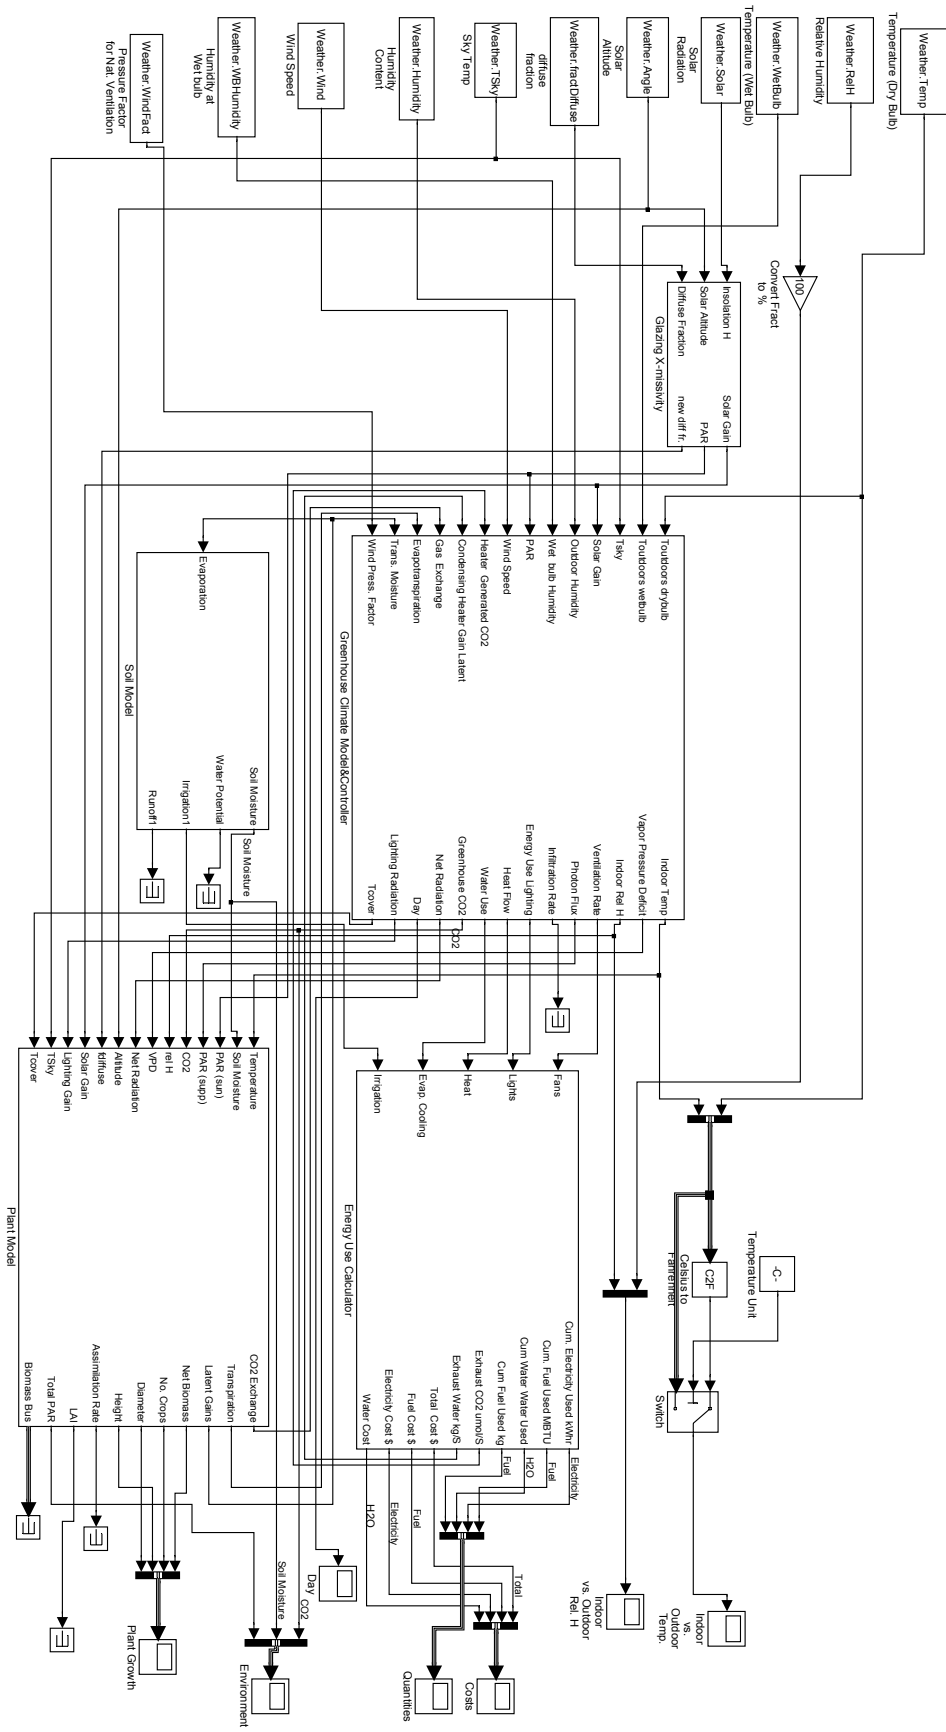 Weather.Temp
Temperature (Dry Bulb)
Weather.RelH
Relative Humidity
Weather.WetBulb
Temperature (Wet Bulb)
Weather.Solar
Solar
Radiation
Weather.Angle
Solar
Altitude
Weather.fractDiffuse
diffuse
fraction
Weather.TSky
Sky Temp
Weather.Humidity
Humidity
Content
Weather.Wind
Wind Speed
Weather.WBHumidity
Humidity at
Wet bulb
Weather.WindFact
Pressure Factor
for Nat. Ventilation
100
Convert Fract
to %
Insolation H
Solar Altitude
Diffuse Fraction
Solar Gain
PAR
new diff fr.
Glazing X-missivity
Toutdoors drybulb
Toutdoors wetbulb
Tsky
Solar Gain
Outdoor Humidity
Wet bulb Humidity
PAR
Wind Speed
Heater Generated CO2
Condensing Heater Gain Latent
Gas Exchange
Evapotranspiration
Trans. Moisture
Wind Press. Factor
Indoor Temp
Vapor Pressure Deficit
Indoor Rel H
Ventilation Rate
Photon Flux
Infiltration Rate
Energy Use Lighting
Heat Flow
Water Use
Greenhouse CO2
Net Radiation
Day
Lighting Radiation
Tcover
Greenhouse Climate Model&Controller
CO2
Evaporation
Soil Moisture
Water Potential
Irrigation1
Runoff1
Soil Model
Soil Moisture
Fans
Lights
Heat
Evap. Cooling
Irrigation
Cum. Electricity Used kWhr
Cum. Fuel Used MBTU
Cum Water Water Used
Cum Fuel Used kg
Exhaust CO2 umol/S
Exhaust Water kg/S
Total Cost $
Fuel Cost $
Electricity Cost $
Water Cost
Energy Use Calculator
Electricity
Fuel
H2O
Fuel
Total
Fuel
Electricity
H2O
Temperature
Soil Moisture
PAR (sun)
PAR (supp)
CO2
rel H
VPD
Net Radiation
Altitude
fdiffuse
Solar Gain
Lighting Gain
TSky
Tcover
CO2 Exchange
Transpiration
Latent Gains
Net Biomass
No. Crops
Diameter
Height
Assimilation Rate
LAI
Total PAR
Biomass Bus
Plant Model
-C-
Temperature Unit
C2F
Celsius to
Fahrenheit
Switch
Indoor
vs.
Outdoor
Temp.
Indoor
vs. Outdoor
Rel. H
Costs
Quantities
Day
CO2
Soil Moisture
Environment
Plant Growth